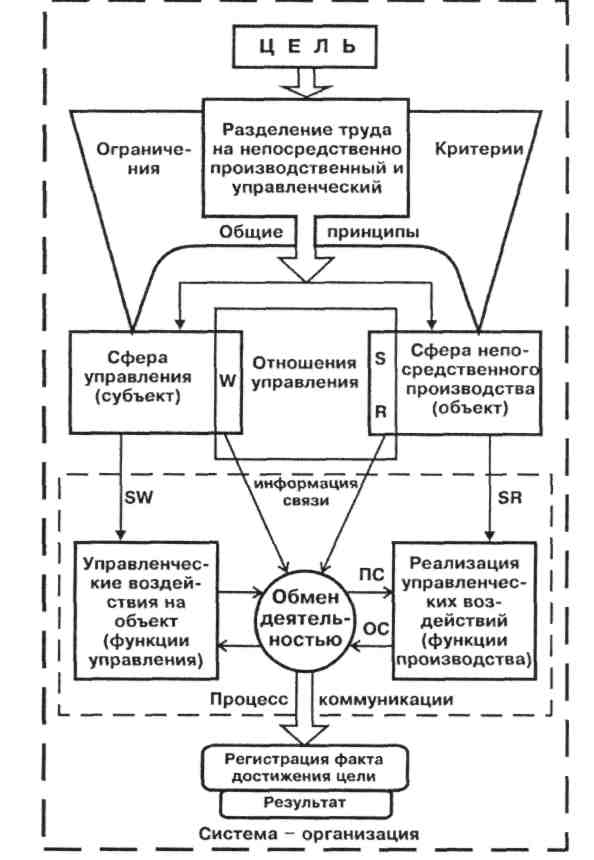 ЦЕЛЬ
Разделение труда
на непосредственно
производственный и
управленческий
Ограниче-
ния
Критерии
Общие принципы
Сфера
управления
(субъект)
W
Отношения
управления
S
R
Сфера непо-
средственного
производства
(объект)
SW
информация
связи
SR
Управленчес-
кие воздей-
ствия на
объект
(функции
управления)
Обмен
деятель-
ностью
ПС
ОС
Реализация
управленчес-
ких воз-
действий
(функции
производства)
Процесс коммуникации
Регистрация факта
достижения цели
Результат
Система – организация